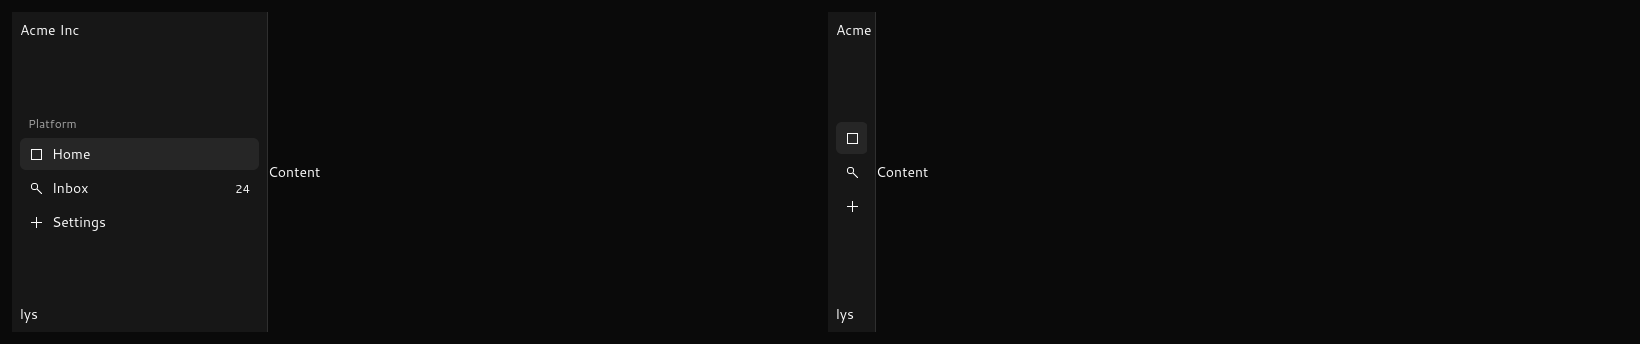 Acme Inc
Platform
Home
Inbox 24
Settings
lys
Content
Acme
Content
lys